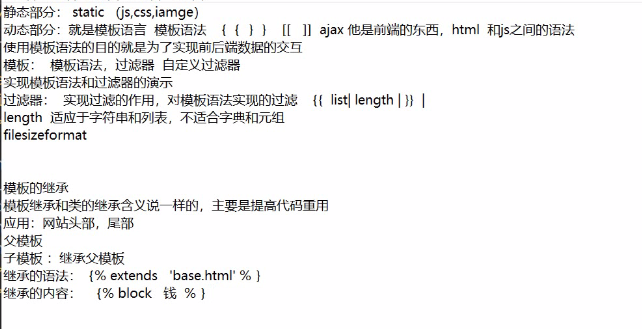 静态部分： static （js,css,iamge）
动态部分：就是模板语言 模板语法 { { } } [[ ]] ajax 他是前端的东西，html 和js之间的语法
使用模板语法的目的就是为了实现前后端数据的交互
模板： 模板语法，过滤器 自定义过滤器
实现模板语法和过滤器的演示
过滤器： 实现过滤的作用，对模板语法实现的过滤 {{ list| length | }} |
length 适应于字符串和列表，不适合字典和元组
filesizeformat
模板的继承
模板继承和类的继承含义说一样的，主要是提高代码重用
应用：网站头部，尾部
父模板
子模板 ：继承父模板
继承的语法： {% extends 'base.html' % }
继承的内容： {% block 钱 % }